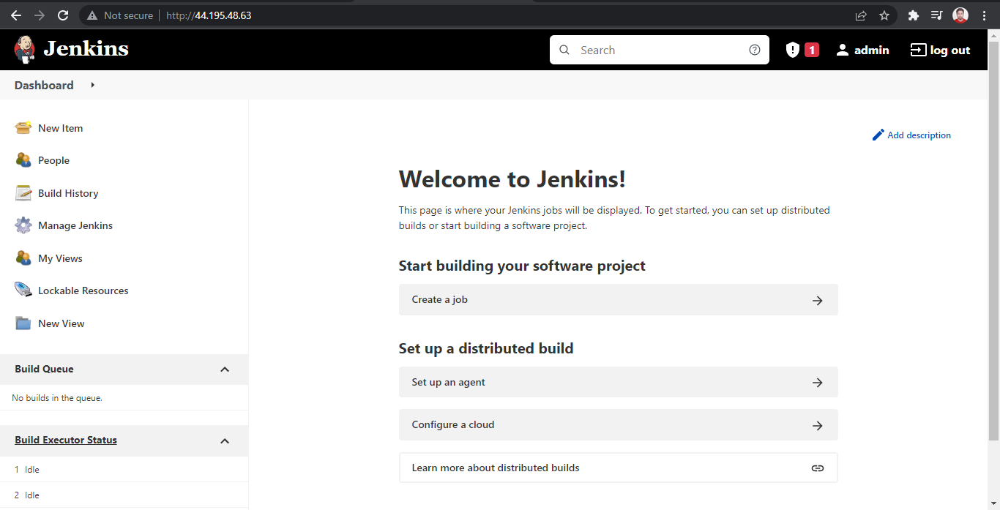 Not secure | http://44.195.48.63
Jenkins
Search
1
admin
log out
Dashboard
New Item
People
Build History
Manage Jenkins
My Views
Lockable Resources
New View
Build Queue
No builds in the queue.
Build Executor Status
1 Idle
2 Idle
Add description
Welcome to Jenkins!
This page is where your Jenkins jobs will be displayed. To get started, you can set up distributed
builds or start building a software project.
Start building your software project
Create a job
Set up a distributed build
Set up an agent
Configure a cloud
Learn more about distributed builds